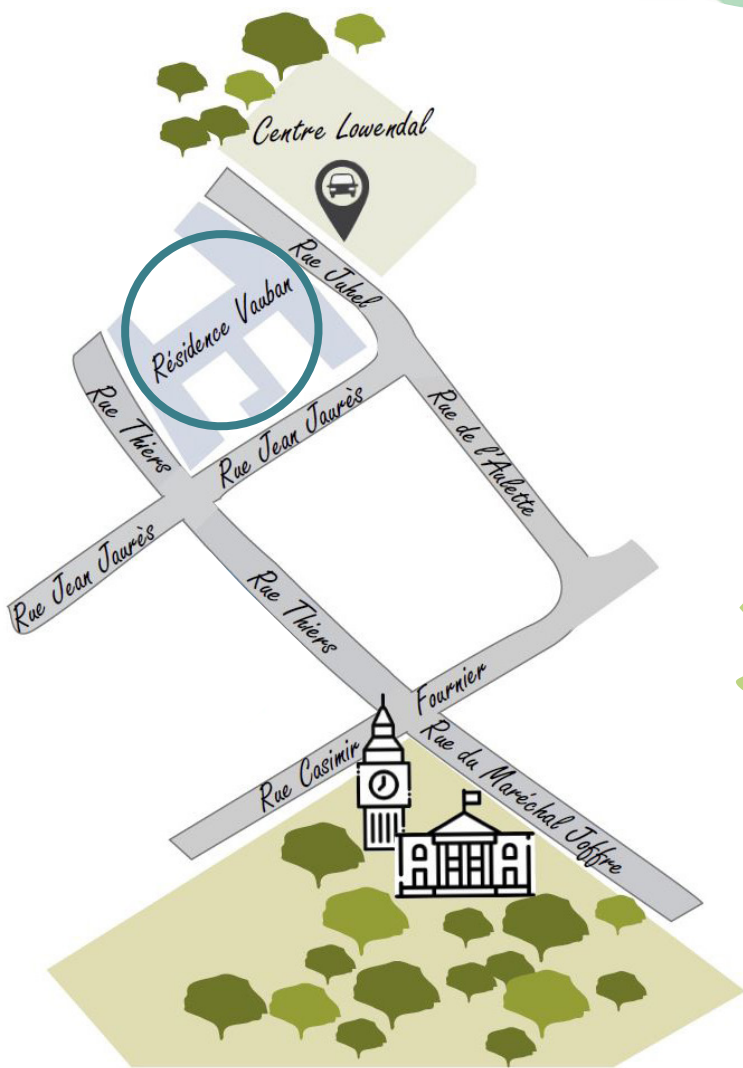 Centre Lowendal
Rue Juhel
Résidence Vauban
Rue Thiers
Rue Jean Jaurès
Rue de l'Aulette
Rue Jean Jaurès
Rue Thiers
Rue Casimir Fournier
Rue du Maréchal Joffre